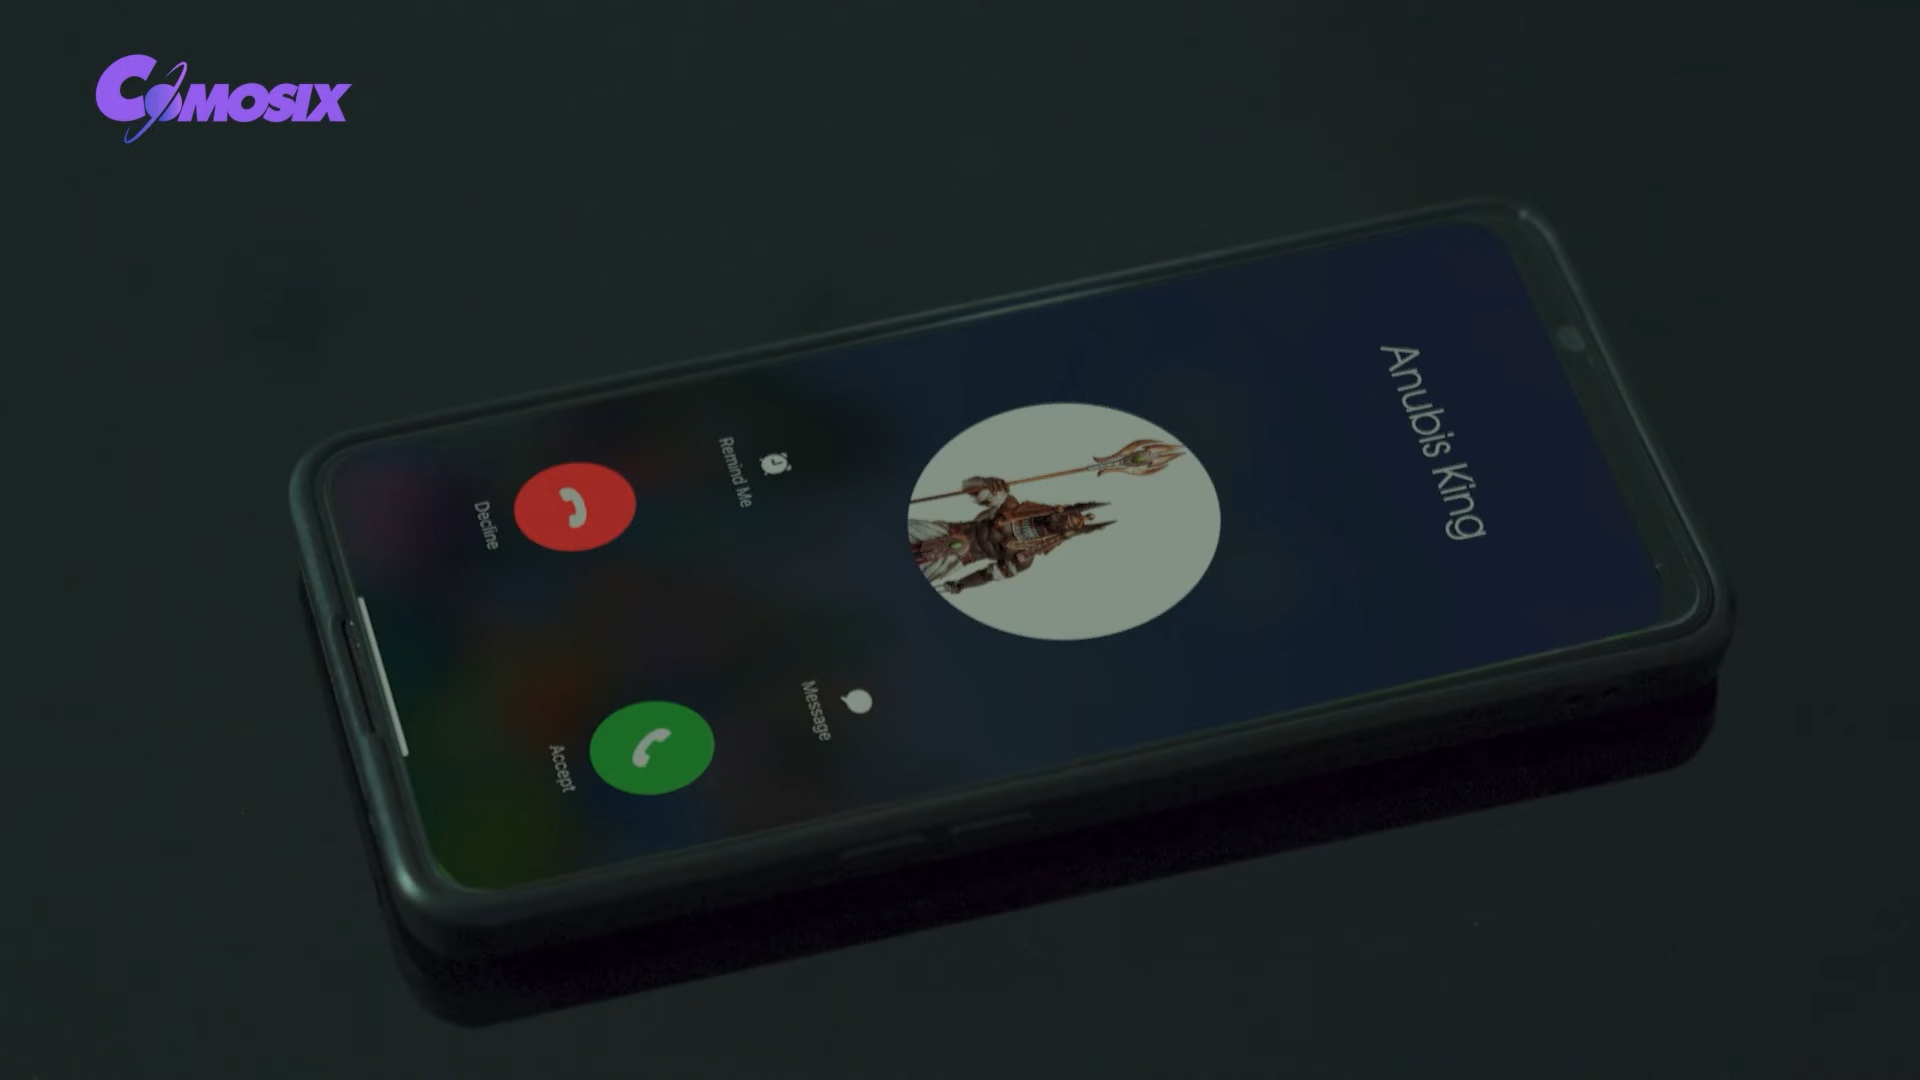 COMOSIX
Anubis King
Remind Me
Message
Decline
Accept